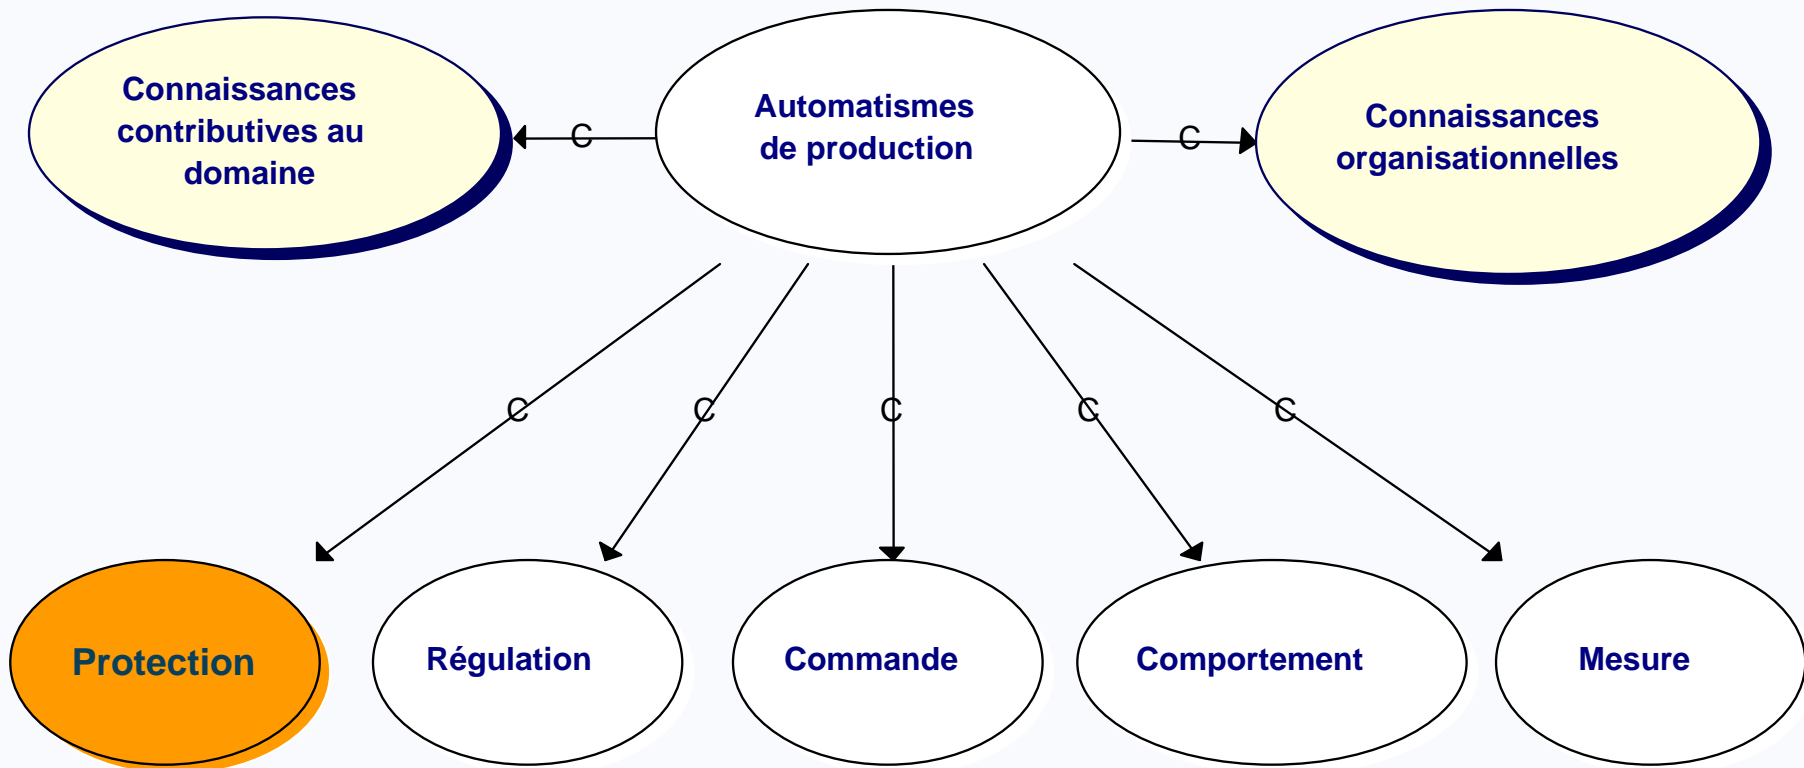 Connaissances
contributives au
domaine
C
Automatismes
de production
C
Connaissances
organisationnelles
C
C
C
C
C
Protection
Régulation
Commande
Comportement
Mesure